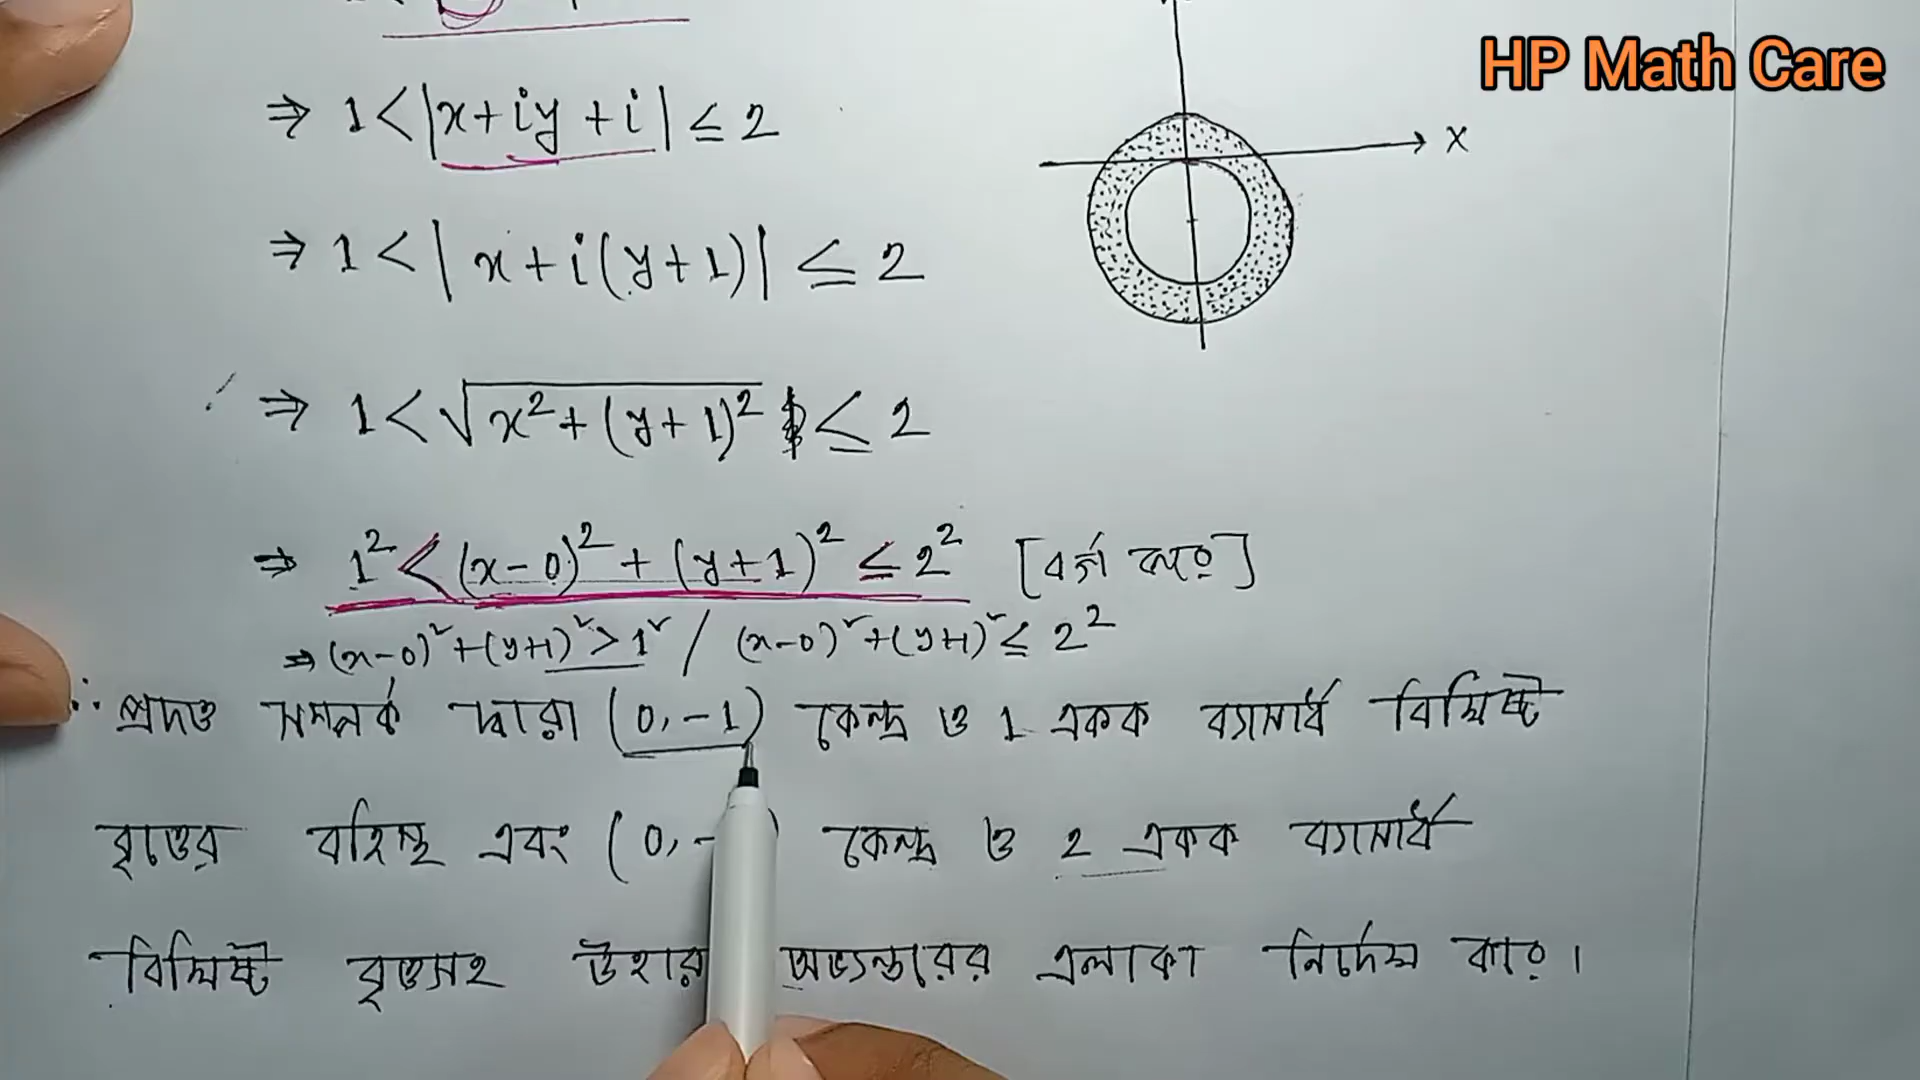 HP Math Care
⇒ 1 < |x+iy+i| ≤ 2
X
⇒ 1 < |x+i(y+1)| ≤ 2
⇒ 1 < √x²+(y+1)² ≤ 2
⇒ 1² < (x-0)² + (y+1)² ≤ 2² [বর্গ করে]
⇒ (x-0)²+(y+1)² > 1² / (x-0)²+(y+1)² ≤ 2²
∴ প্রদত্ত সম্পর্ক দ্বারা (0, -1) কেন্দ্র ও 1 একক ব্যাসার্ধ বিশিষ্ট
বৃত্তের বহিস্থ এবং (0, - ) কেন্দ্র ও 2 একক ব্যাসার্ধ
বিশিষ্ট বৃত্তসহ উহার অভ্যন্তরের এলাকা নির্দেশ করে।